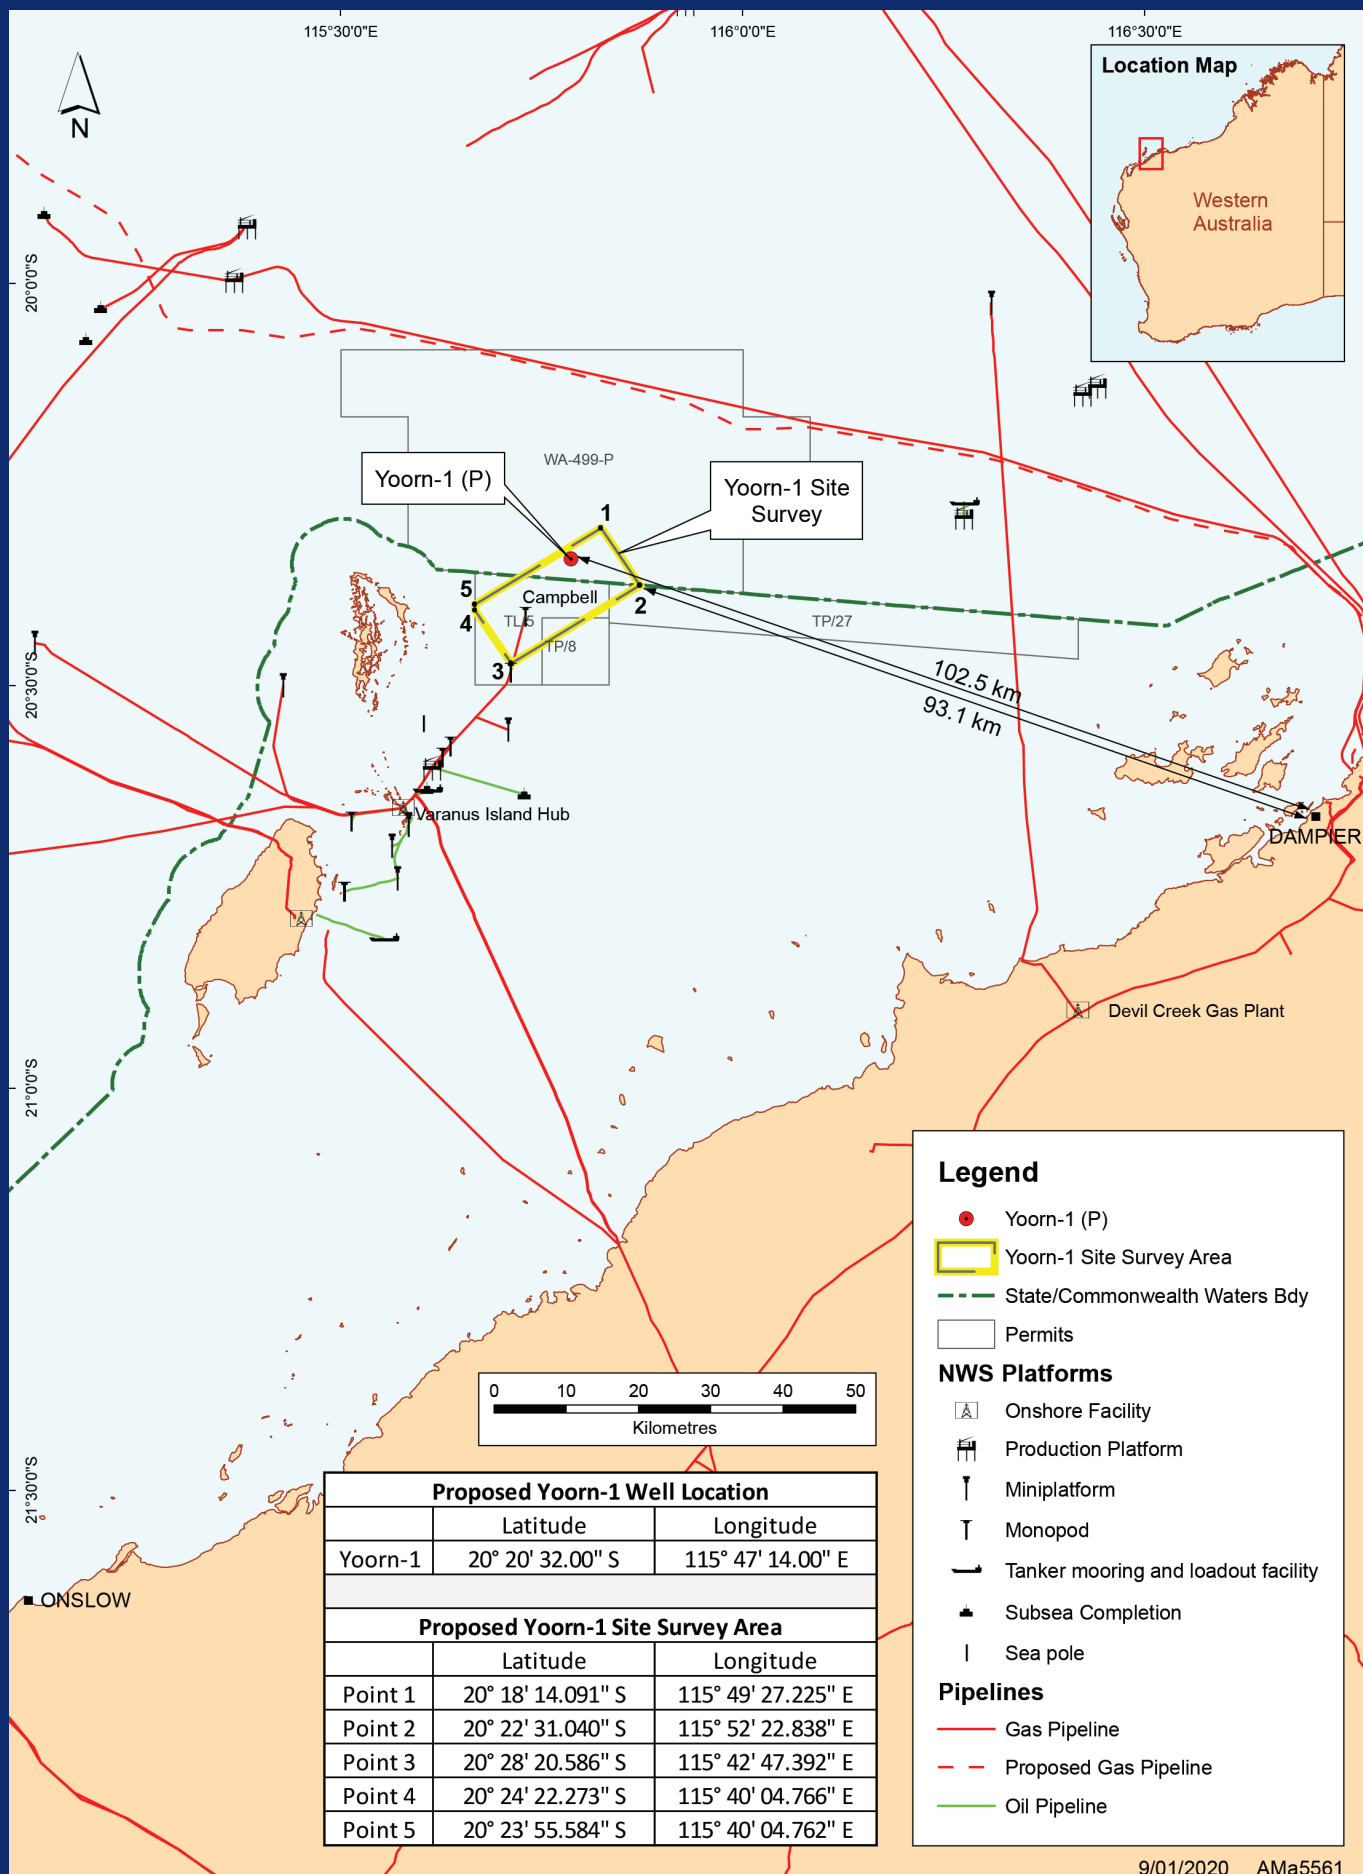 115°30'0"E
116°0'0"E
116°30'0"E
Location Map
Western
Australia
N
20°0'0"S
WA-499-P
Yoorn-1 (P)
Yoorn-1 Site
Survey
1
5
Campbell
2
4
TL/5
TP/27
TP/8
3
20°30'0"S
102.5 km
93.1 km
Varanus Island Hub
DAMPIER
Devil Creek Gas Plant
21°0'0"S
Legend
Yoorn-1 (P)
Yoorn-1 Site Survey Area
State/Commonwealth Waters Bdy
Permits
NWS Platforms
Onshore Facility
Production Platform
Miniplatform
Monopod
Tanker mooring and loadout facility
Subsea Completion
Sea pole
Pipelines
Gas Pipeline
Proposed Gas Pipeline
Oil Pipeline
0 10 20 30 40 50
Kilometres
21°30'0"S
ONSLOW
Proposed Yoorn-1 Well Location
Latitude Longitude
Yoorn-1 20° 20' 32.00" S 115° 47' 14.00" E
Proposed Yoorn-1 Site Survey Area
Latitude Longitude
Point 1 20° 18' 14.091" S 115° 49' 27.225" E
Point 2 20° 22' 31.040" S 115° 52' 22.838" E
Point 3 20° 28' 20.586" S 115° 42' 47.392" E
Point 4 20° 24' 22.273" S 115° 40' 04.766" E
Point 5 20° 23' 55.584" S 115° 40' 04.762" E
9/01/2020 AMa5561